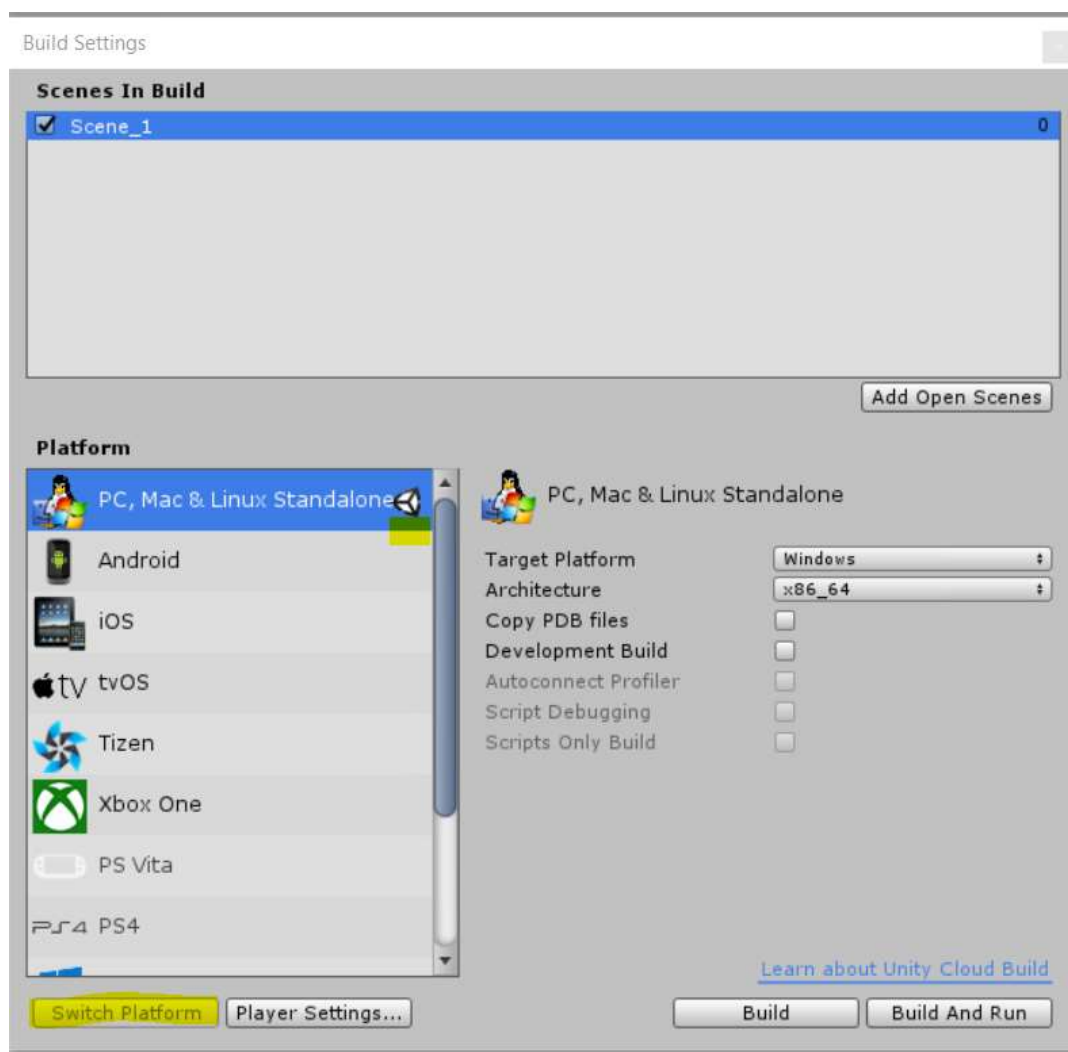 Build Settings
Scenes In Build
Scene_1 0
Add Open Scenes
Platform
PC, Mac & Linux Standalone
Android
iOS
tv tvOS
Tizen
Xbox One
PS Vita
PS4 PS4
PC, Mac & Linux Standalone
Target Platform Windows
Architecture x86_64
Copy PDB files
Development Build
Autoconnect Profiler
Script Debugging
Scripts Only Build
Learn about Unity Cloud Build
Switch Platform Player Settings... Build Build And Run